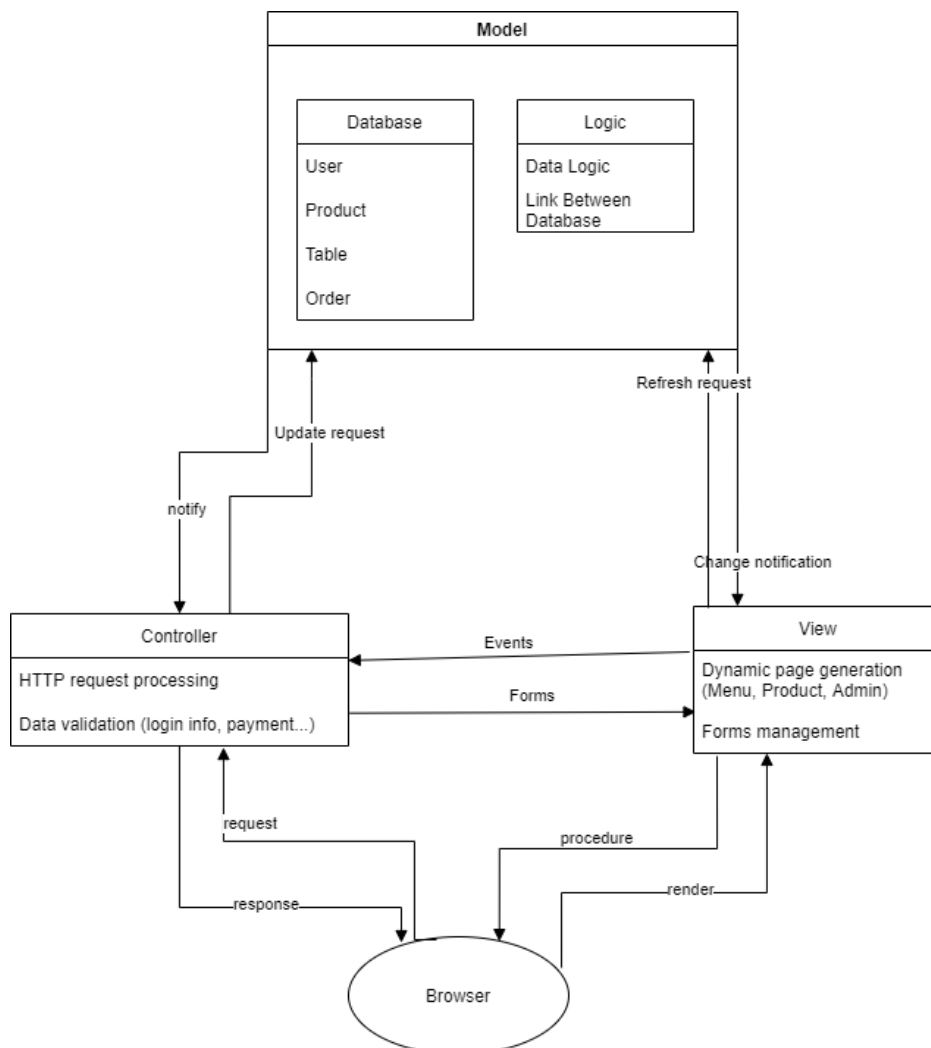 Model
Database
Logic
User
Data Logic
Product
Link Between
Database
Table
Order
Refresh request
Update request
notify
Change notification
Controller
View
Events
HTTP request processing
Dynamic page generation
(Menu, Product, Admin)
Forms
Data validation (login info, payment...)
Forms management
request
procedure
response
render
Browser